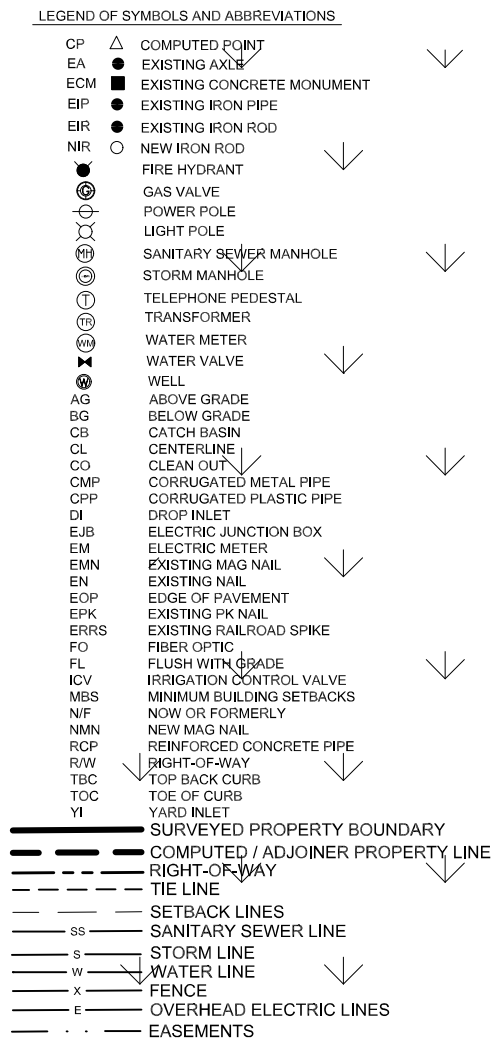 LEGEND OF SYMBOLS AND ABBREVIATIONS
CP COMPUTED POINT
EA EXISTING AXLE
ECM EXISTING CONCRETE MONUMENT
EIP EXISTING IRON PIPE
EIR EXISTING IRON ROD
NIR NEW IRON ROD
FIRE HYDRANT
G GAS VALVE
POWER POLE
LIGHT POLE
MH SANITARY SEWER MANHOLE
STORM MANHOLE
T TELEPHONE PEDESTAL
TR TRANSFORMER
WM WATER METER
WATER VALVE
W WELL
AG ABOVE GRADE
BG BELOW GRADE
CB CATCH BASIN
CL CENTERLINE
CO CLEAN OUT
CMP CORRUGATED METAL PIPE
CPP CORRUGATED PLASTIC PIPE
DI DROP INLET
EJB ELECTRIC JUNCTION BOX
EM ELECTRIC METER
EMN EXISTING MAG NAIL
EN EXISTING NAIL
EOP EDGE OF PAVEMENT
EPK EXISTING PK NAIL
ERRS EXISTING RAILROAD SPIKE
FO FIBER OPTIC
FL FLUSH WITH GRADE
ICV IRRIGATION CONTROL VALVE
MBS MINIMUM BUILDING SETBACKS
N/F NOW OR FORMERLY
NMN NEW MAG NAIL
RCP REINFORCED CONCRETE PIPE
R/W RIGHT-OF-WAY
TBC TOP BACK CURB
TOC TOE OF CURB
YI YARD INLET
SURVEYED PROPERTY BOUNDARY
COMPUTED / ADJOINER PROPERTY LINE
RIGHT-OF-WAY
TIE LINE
SETBACK LINES
SS SANITARY SEWER LINE
S STORM LINE
W WATER LINE
X FENCE
E OVERHEAD ELECTRIC LINES
EASEMENTS